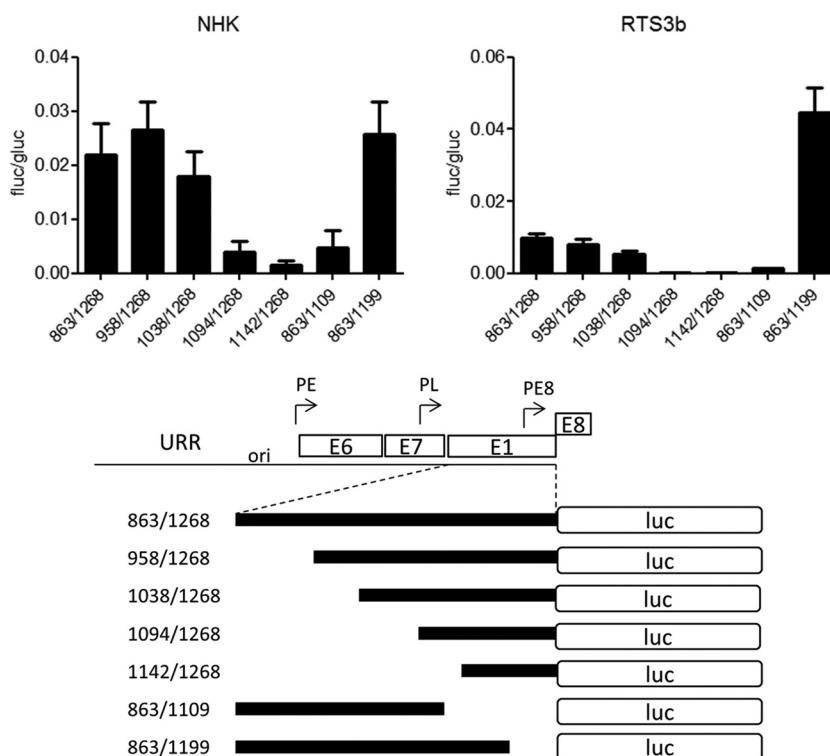 NHK
fluc/gluc
0.04
0.03
0.02
0.01
0.00
863/1268
958/1268
1038/1268
1094/1268
1142/1268
863/1109
863/1199
RTS3b
fluc/gluc
0.06
0.04
0.02
0.00
863/1268
958/1268
1038/1268
1094/1268
1142/1268
863/1109
863/1199
PE PL PE8
URR ori E6 E7 E1 E8
863/1268 luc
958/1268 luc
1038/1268 luc
1094/1268 luc
1142/1268 luc
863/1109 luc
863/1199 luc